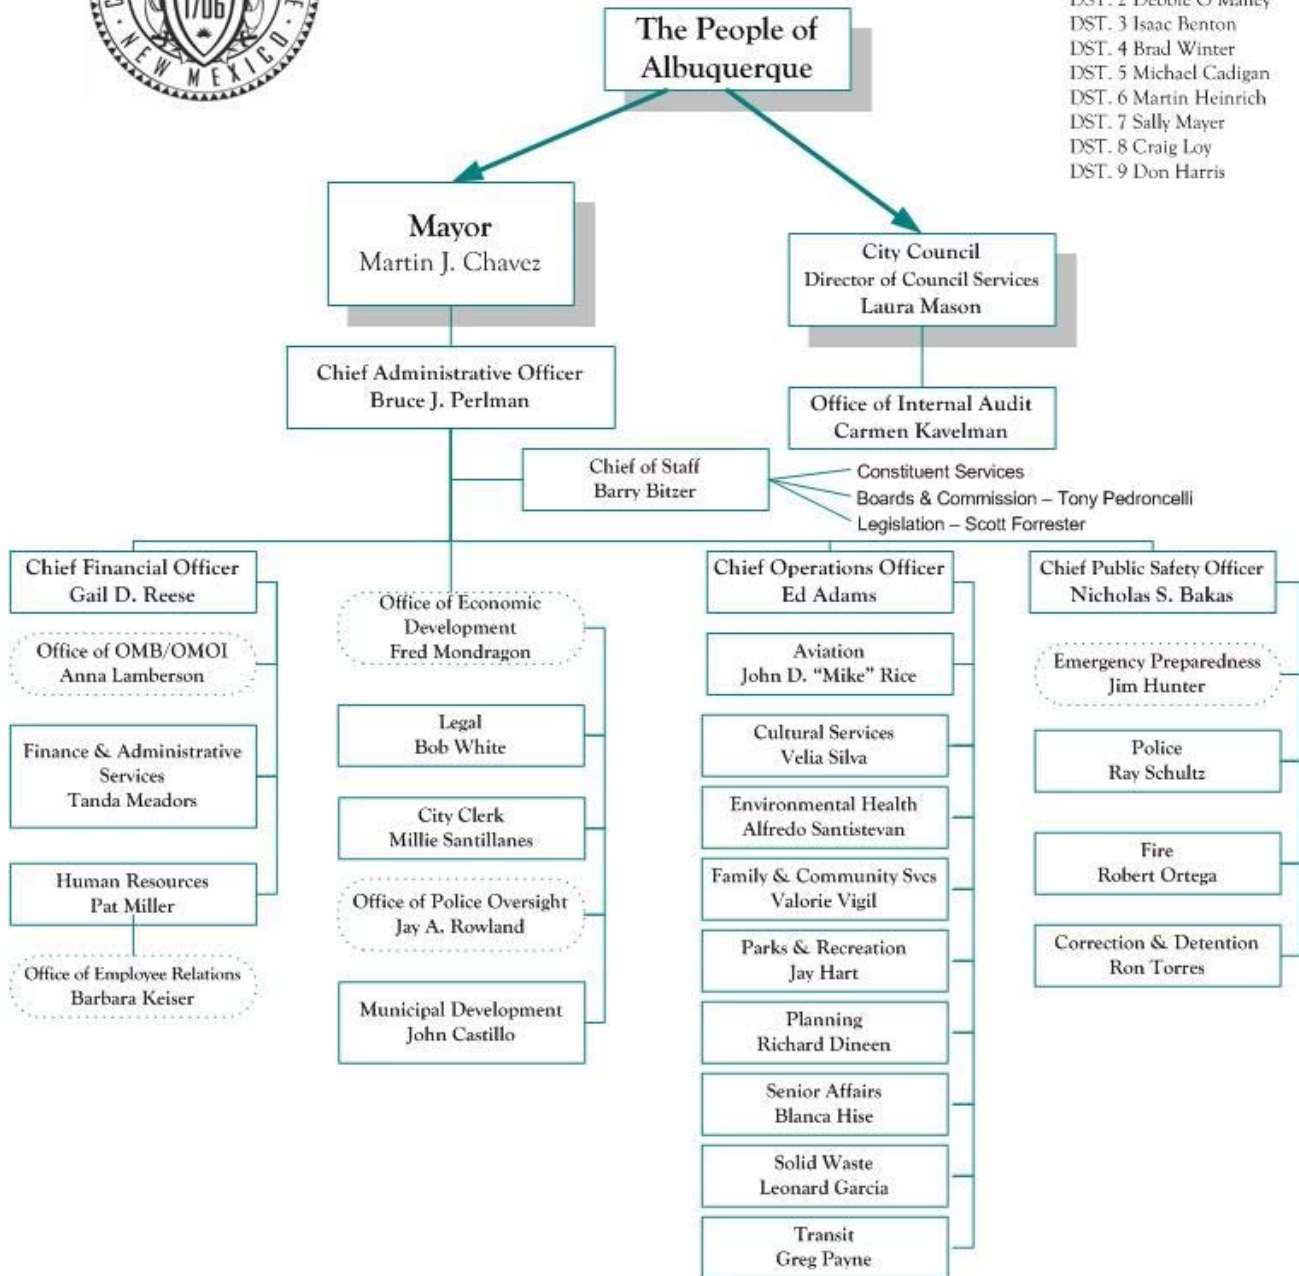 1706
NEW MEXICO
The People of
Albuquerque
DST. 2 Debbie O'Malley
DST. 3 Isaac Benton
DST. 4 Brad Winter
DST. 5 Michael Cadigan
DST. 6 Martin Heinrich
DST. 7 Sally Mayer
DST. 8 Craig Loy
DST. 9 Don Harris
Mayor
Martin J. Chavez
City Council
Director of Council Services
Laura Mason
Chief Administrative Officer
Bruce J. Perlman
Office of Internal Audit
Carmen Kavelman
Chief of Staff
Barry Bitzer
Constituent Services
Boards & Commission – Tony Pedroncelli
Legislation – Scott Forrester
Chief Financial Officer
Gail D. Reese
Office of OMB/OMOI
Anna Lamberson
Finance & Administrative
Services
Tanda Meadors
Human Resources
Pat Miller
Office of Employee Relations
Barbara Keiser
Office of Economic
Development
Fred Mondragon
Legal
Bob White
City Clerk
Millie Santillanes
Office of Police Oversight
Jay A. Rowland
Municipal Development
John Castillo
Chief Operations Officer
Ed Adams
Aviation
John D. “Mike” Rice
Cultural Services
Velia Silva
Environmental Health
Alfredo Santistevan
Family & Community Svcs
Valorie Vigil
Parks & Recreation
Jay Hart
Planning
Richard Dineen
Senior Affairs
Blanca Hise
Solid Waste
Leonard Garcia
Transit
Greg Payne
Chief Public Safety Officer
Nicholas S. Bakas
Emergency Preparedness
Jim Hunter
Police
Ray Schultz
Fire
Robert Ortega
Correction & Detention
Ron Torres